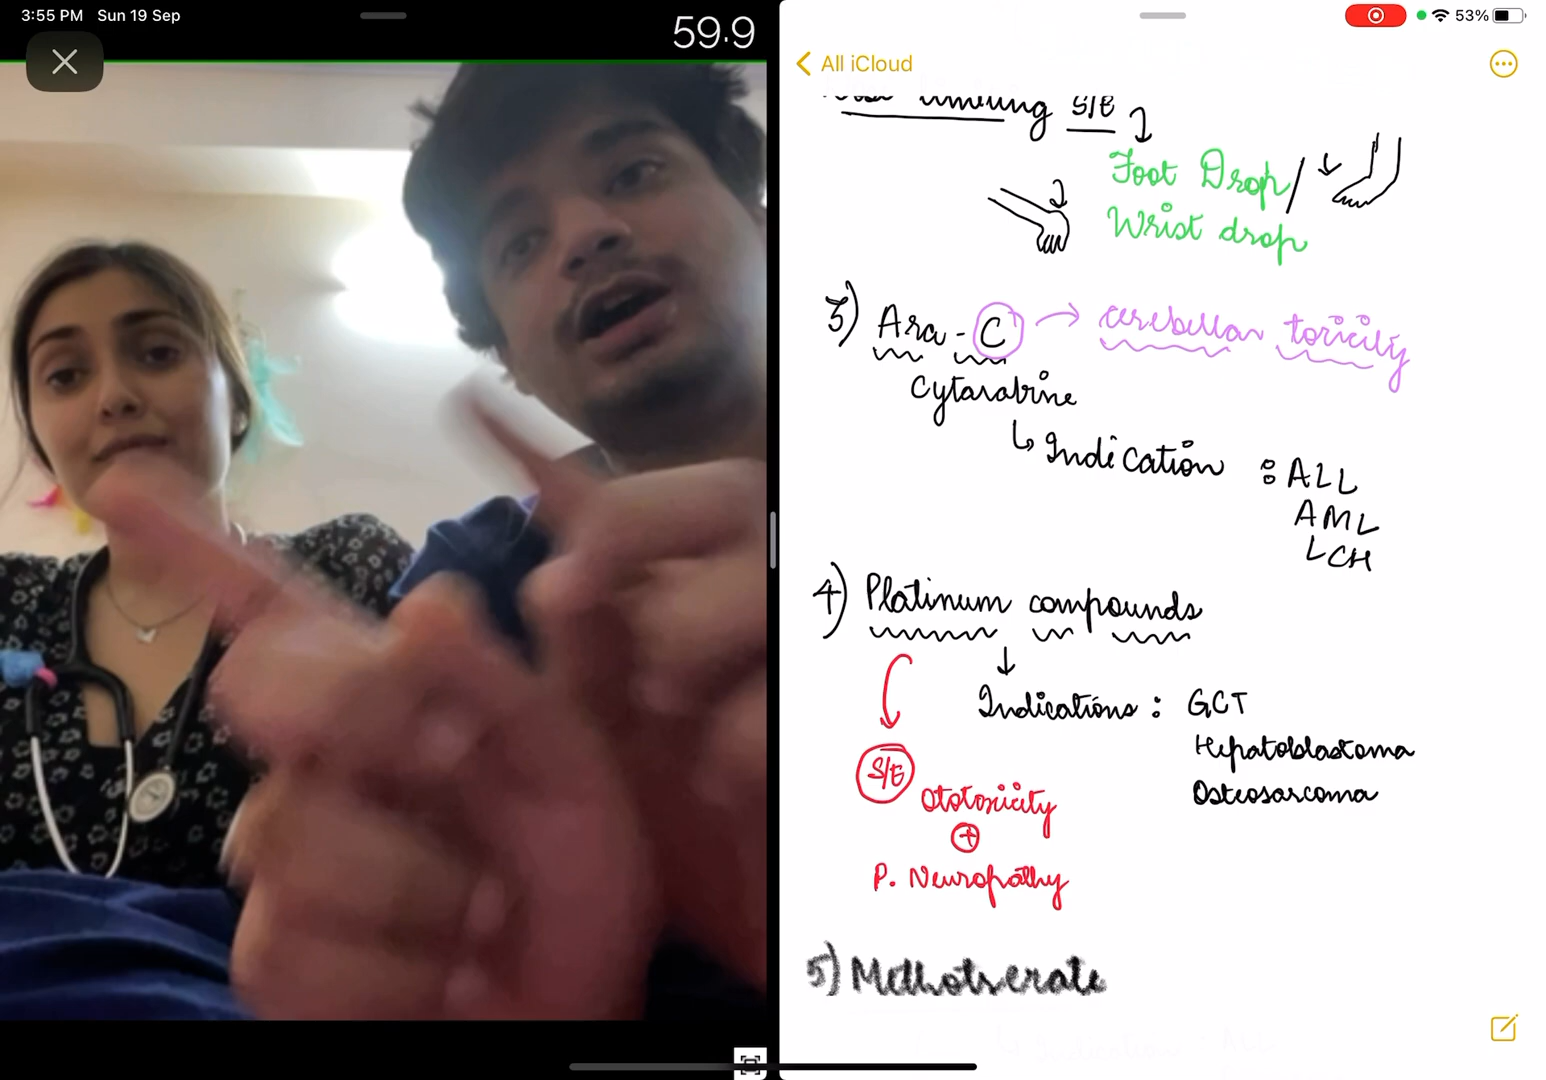 3:55 PM Sun 19 Sep
59.9
53%
All iCloud
limiting S/E
Foot Drop /
Wrist drop
3) Ara - C → cerebellar toxicity
Cytarabine
↳ Indication : ALL
AML
LCH
4) Platinum compounds
Indications : GCT
Hepatoblastoma
Osteosarcoma
S/E
Ototoxicity
+
P. Neuropathy
5) Methotrexate